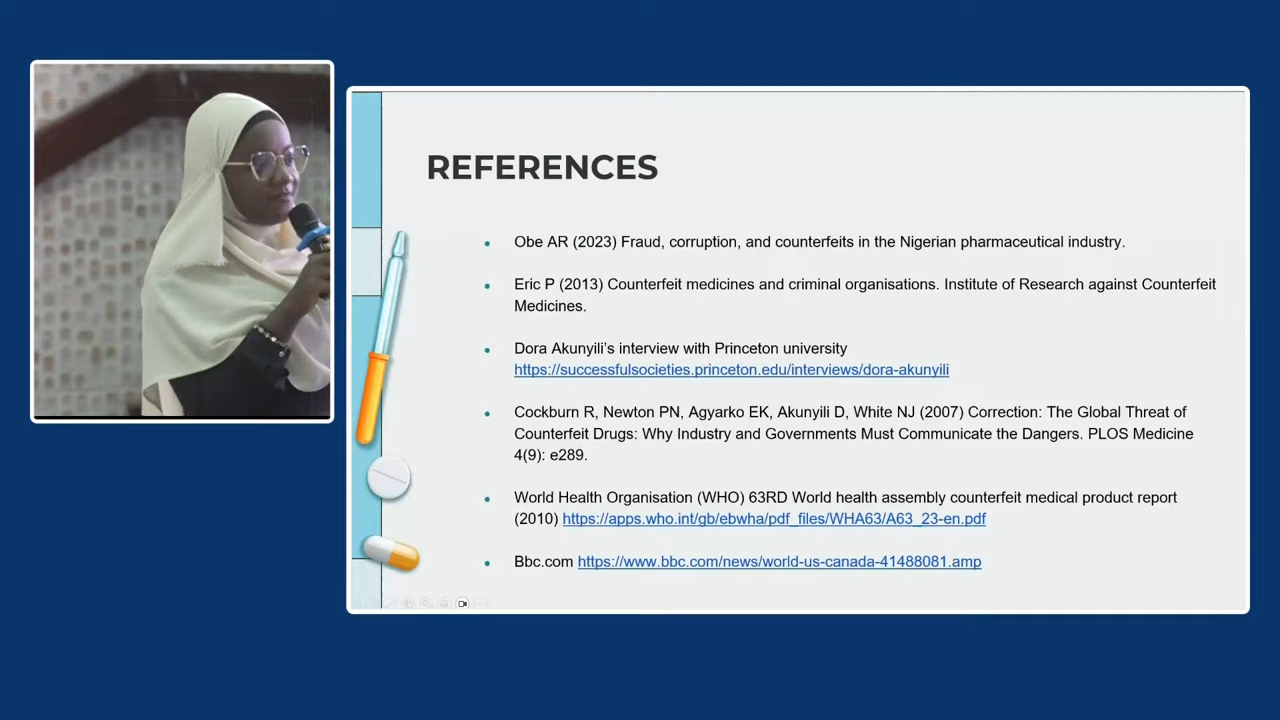 REFERENCES
Obe AR (2023) Fraud, corruption, and counterfeits in the Nigerian pharmaceutical industry.
Eric P (2013) Counterfeit medicines and criminal organisations. Institute of Research against Counterfeit
Medicines.
Dora Akunyili’s interview with Princeton university
https://successfulsocieties.princeton.edu/interviews/dora-akunyili
Cockburn R, Newton PN, Agyarko EK, Akunyili D, White NJ (2007) Correction: The Global Threat of
Counterfeit Drugs: Why Industry and Governments Must Communicate the Dangers. PLOS Medicine
4(9): e289.
World Health Organisation (WHO) 63RD World health assembly counterfeit medical product report
(2010) https://apps.who.int/gb/ebwha/pdf_files/WHA63/A63_23-en.pdf
Bbc.com https://www.bbc.com/news/world-us-canada-41488081.amp